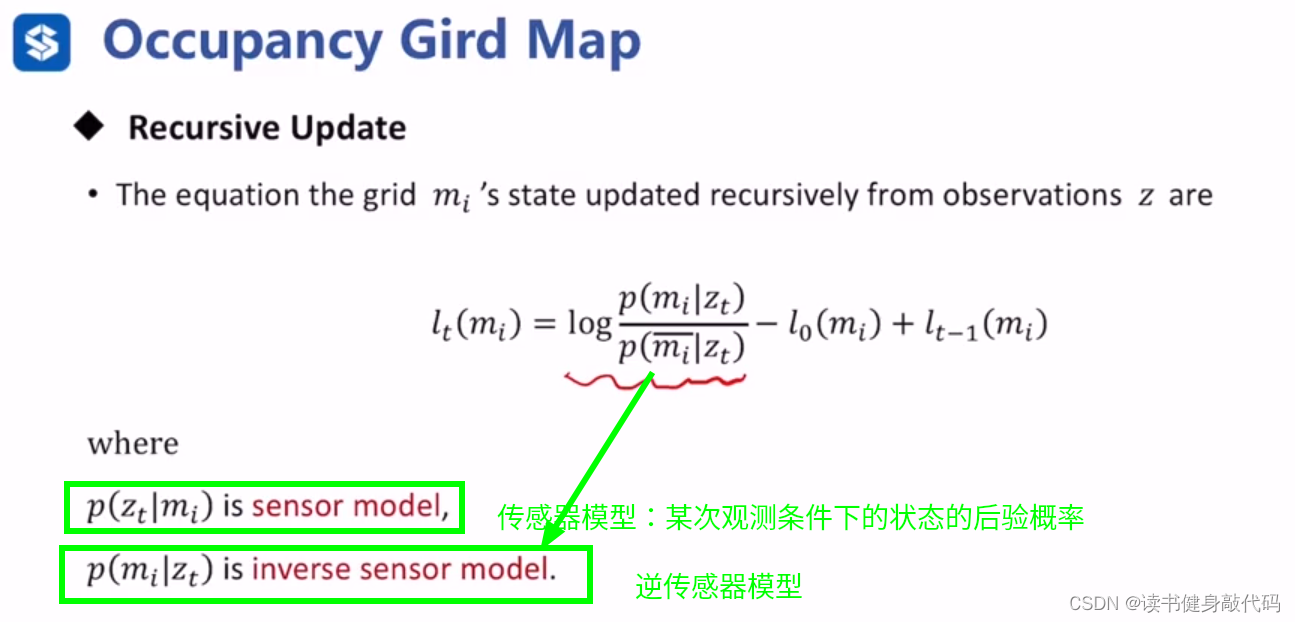 Occupancy Gird Map
◆ Recursive Update
• The equation the grid $m_i$ 's state updated recursively from observations $z$ are
$l_t(m_i) = \log \frac{p(m_i|z_t)}{p(\overline{m_i}|z_t)} - l_0(m_i) + l_{t-1}(m_i)$
where
$p(z_t|m_i)$ is sensor model,
传感器模型：某次观测条件下的状态的后验概率
$p(m_i|z_t)$ is inverse sensor model.
逆传感器模型
CSDN @读书健身敲代码